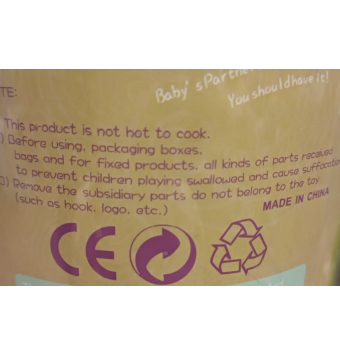 Baby's Partne
You should have it!
TE:
This product is not hot to cook.
) Before using, packaging boxes,
bags and for fixed products, all kinds of parts received
to prevent children playing swallowed and cause suffocation
3) Remove the subsidiary parts do not belong to the toy
(such as hook, logo, etc.)
MADE IN CHINA
CE